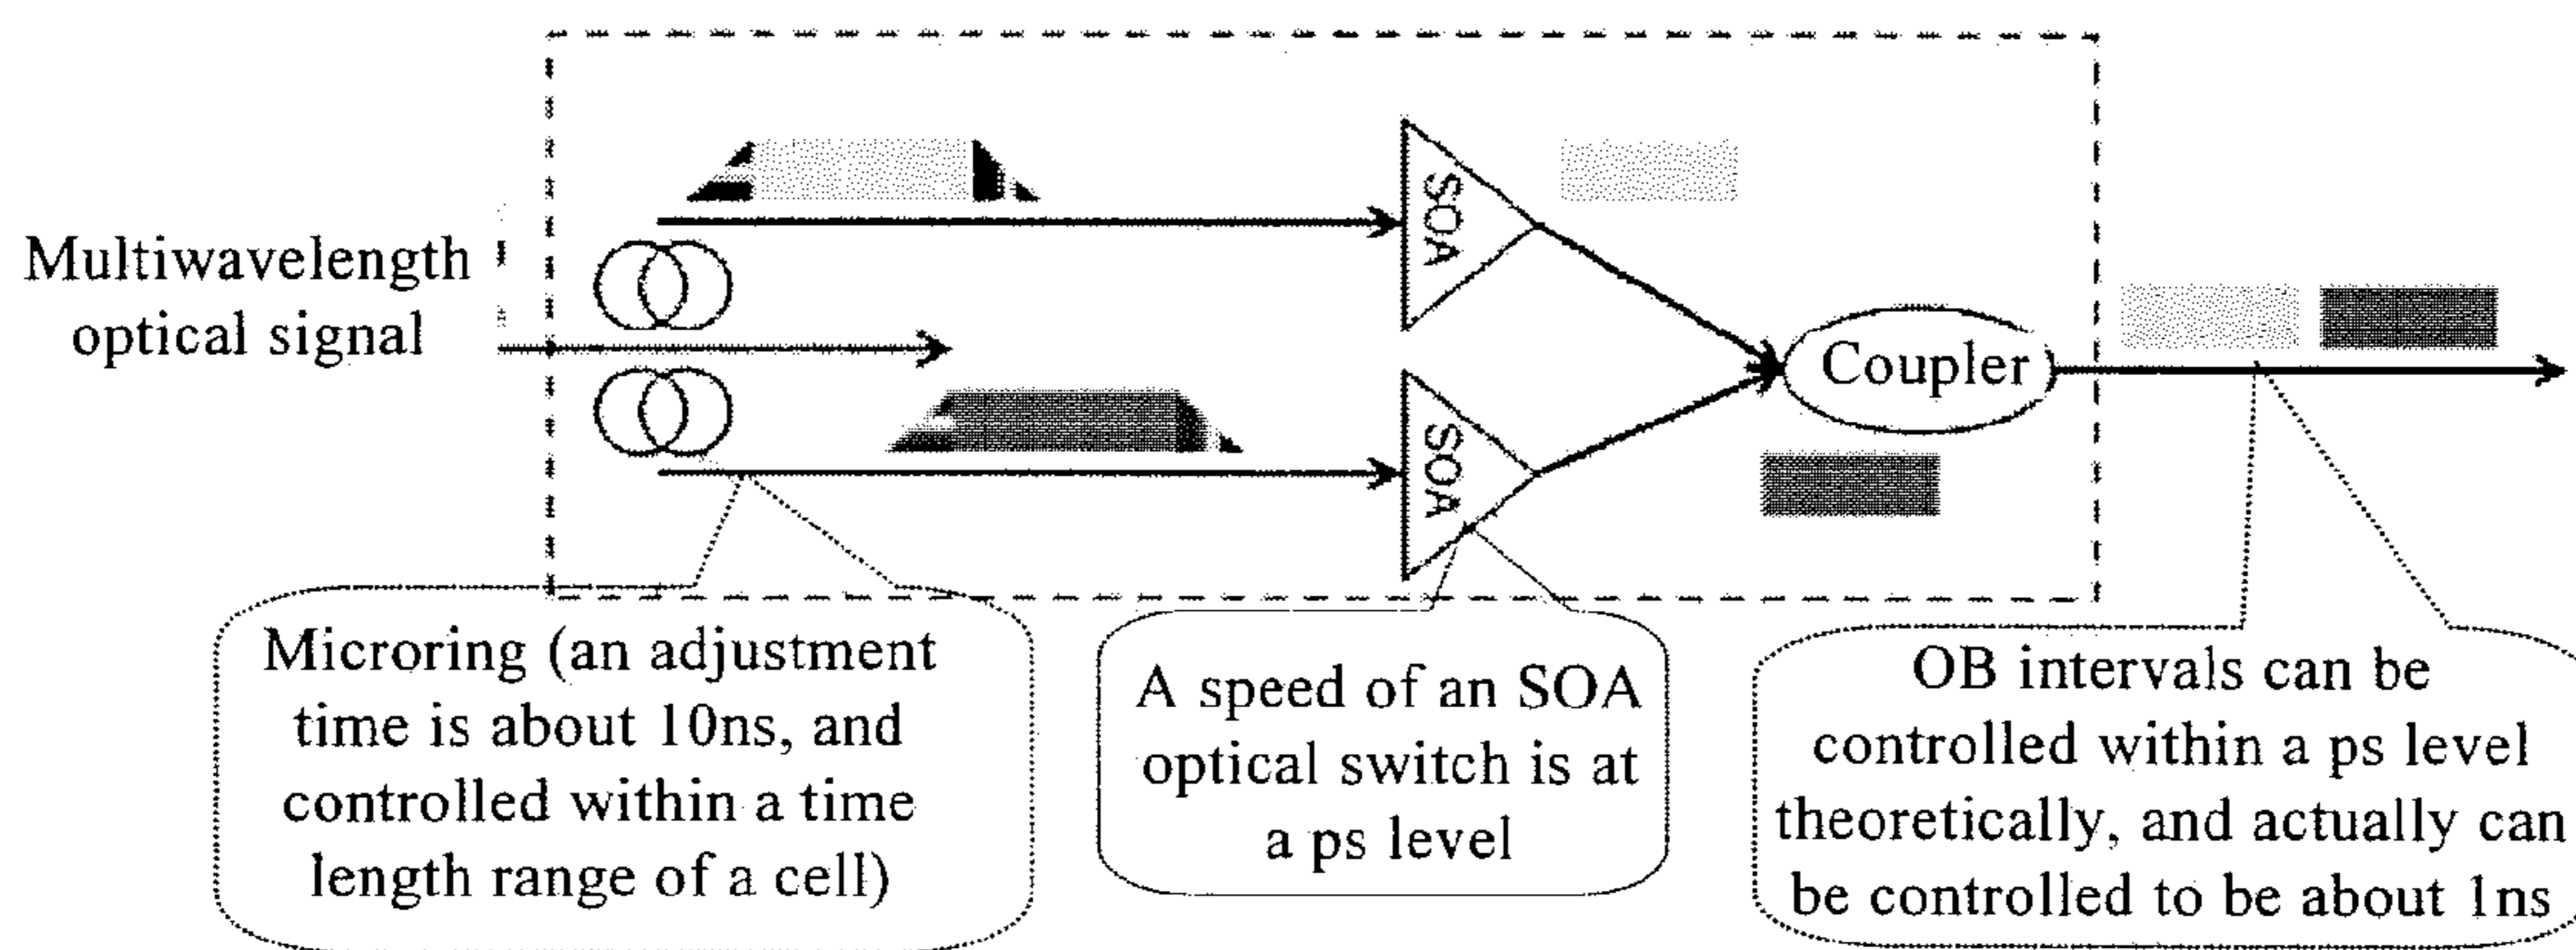 Multiwavelength
optical signal
SOA
SOA
Coupler
Microring (an adjustment
time is about 10ns, and
controlled within a time
length range of a cell)
A speed of an SOA
optical switch is at
a ps level
OB intervals can be
controlled within a ps level
theoretically, and actually can
be controlled to be about 1ns